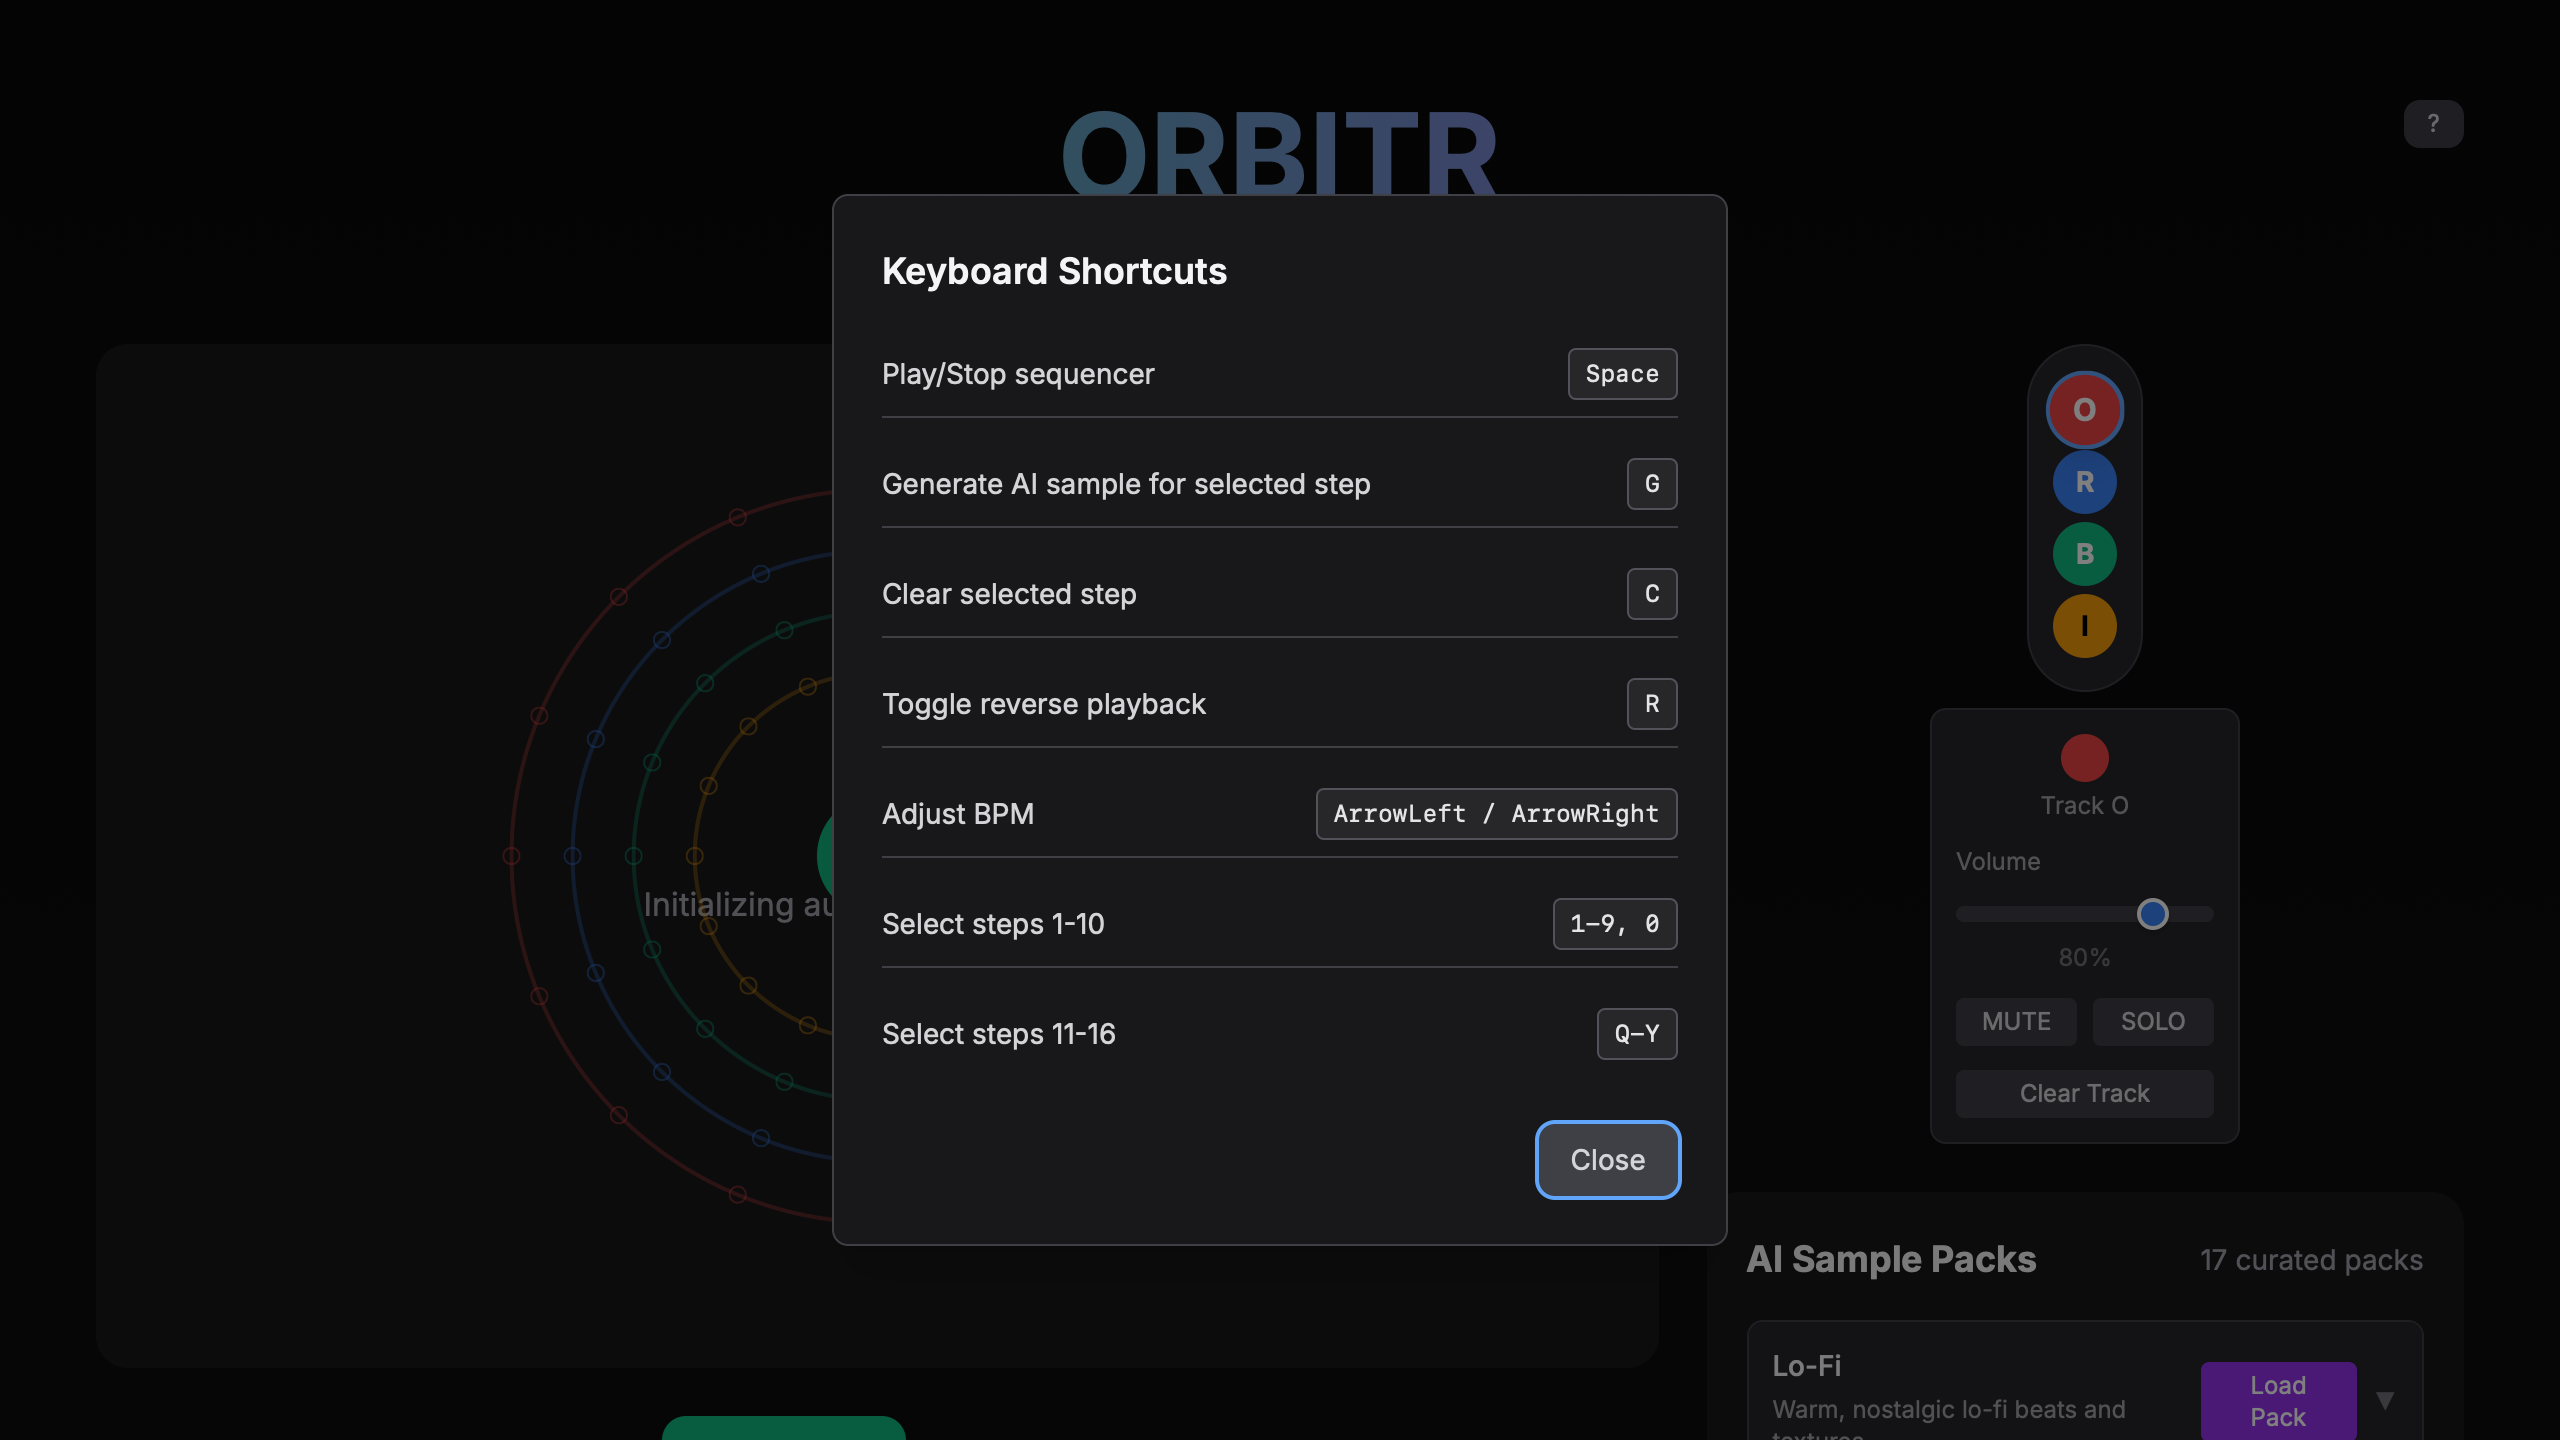 ORBITR
?
Keyboard Shortcuts
Play/Stop sequencer
Space
Generate AI sample for selected step
G
Clear selected step
C
Toggle reverse playback
R
Adjust BPM
ArrowLeft / ArrowRight
Select steps 1-10
1–9, 0
Select steps 11-16
Q–Y
Close
Initializing au
O
R
B
I
Track O
Volume
80%
MUTE
SOLO
Clear Track
AI Sample Packs
17 curated packs
Lo-Fi
Warm, nostalgic lo-fi beats and
textures
Load
Pack